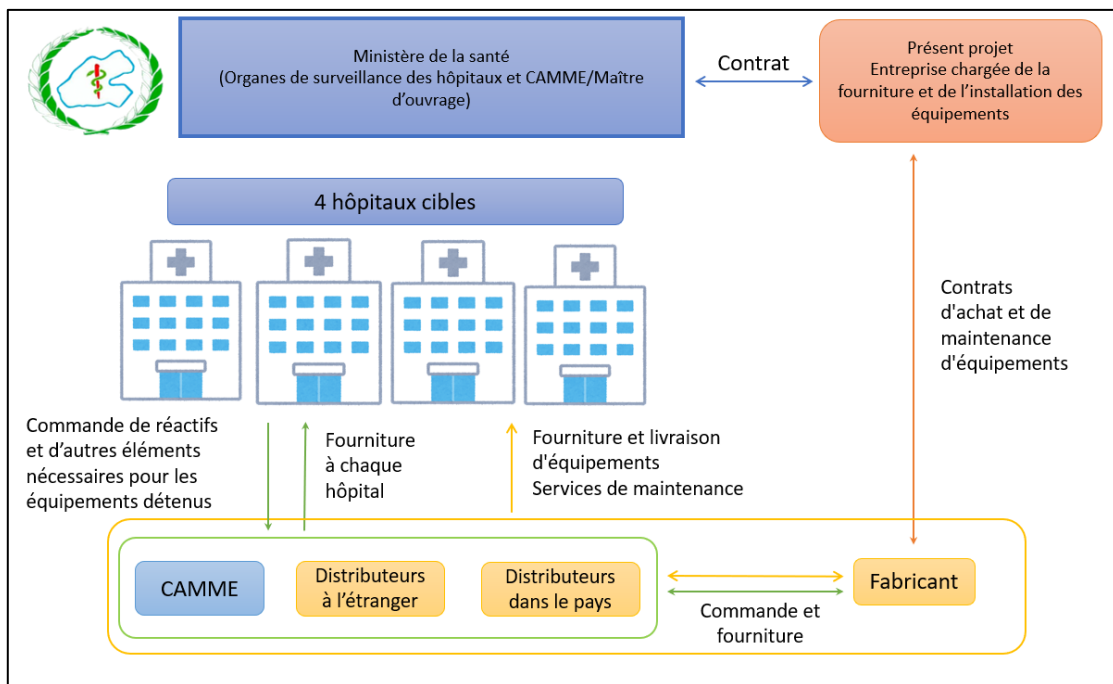 Ministère de la santé
(Organes de surveillance des hôpitaux et CAMME/Maître
d'ouvrage)
Contrat
Présent projet
Entreprise chargée de la
fourniture et de l'installation des
équipements
4 hôpitaux cibles
Contrats
d'achat et de
maintenance
d'équipements
Commande de réactifs
et d'autres éléments
nécessaires pour les
équipements détenus
Fourniture
à chaque
hôpital
Fourniture et livraison
d'équipements
Services de maintenance
CAMME
Distributeurs
à l'étranger
Distributeurs
dans le pays
Commande et
fourniture
Fabricant